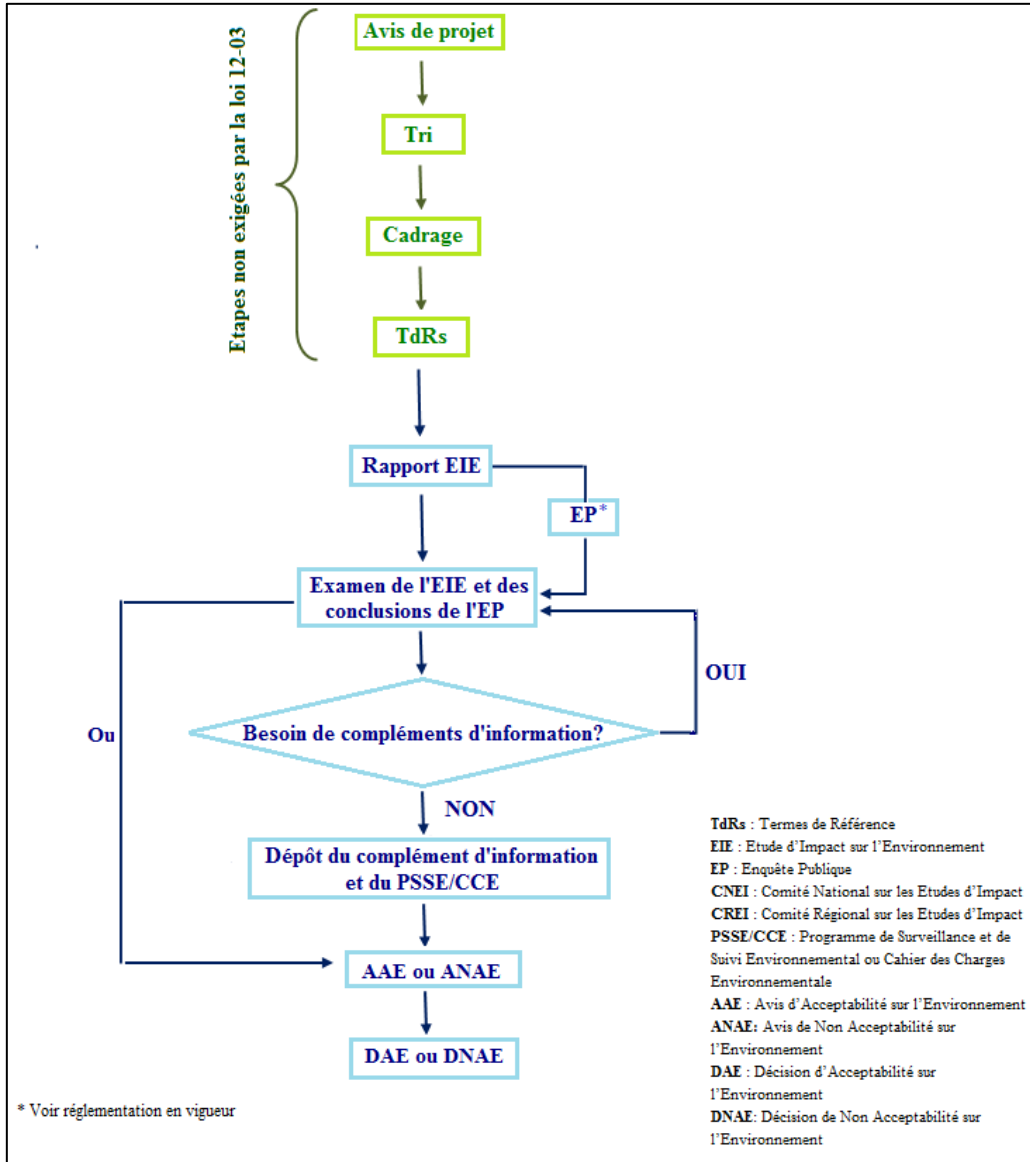 Etapes non exigées par la loi 12-03
Avis de projet
Tri
Cadrage
TdRs
Rapport EIE
EP*
Examen de l'EIE et des
conclusions de l'EP
OUI
Ou
Besoin de compléments d'information?
NON
Dépôt du complément d'information
et du PSSE/CCE
AAE ou ANAE
DAE ou DNAE
TdRs : Termes de Référence
EIE : Etude d'Impact sur l'Environnement
EP : Enquête Publique
CNEI : Comité National sur les Etudes d'Impact
CREI : Comité Régional sur les Etudes d'Impact
PSSE/CCE : Programme de Surveillance et de
Suivi Environnemental ou Cahier des Charges
Environnementale
AAE : Avis d'Acceptabilité sur l'Environnement
ANAE: Avis de Non Acceptabilité sur
l'Environnement
DAE : Décision d'Acceptabilité sur
l'Environnement
DNAE: Décision de Non Acceptabilité sur
l'Environnement
* Voir réglementation en vigueur